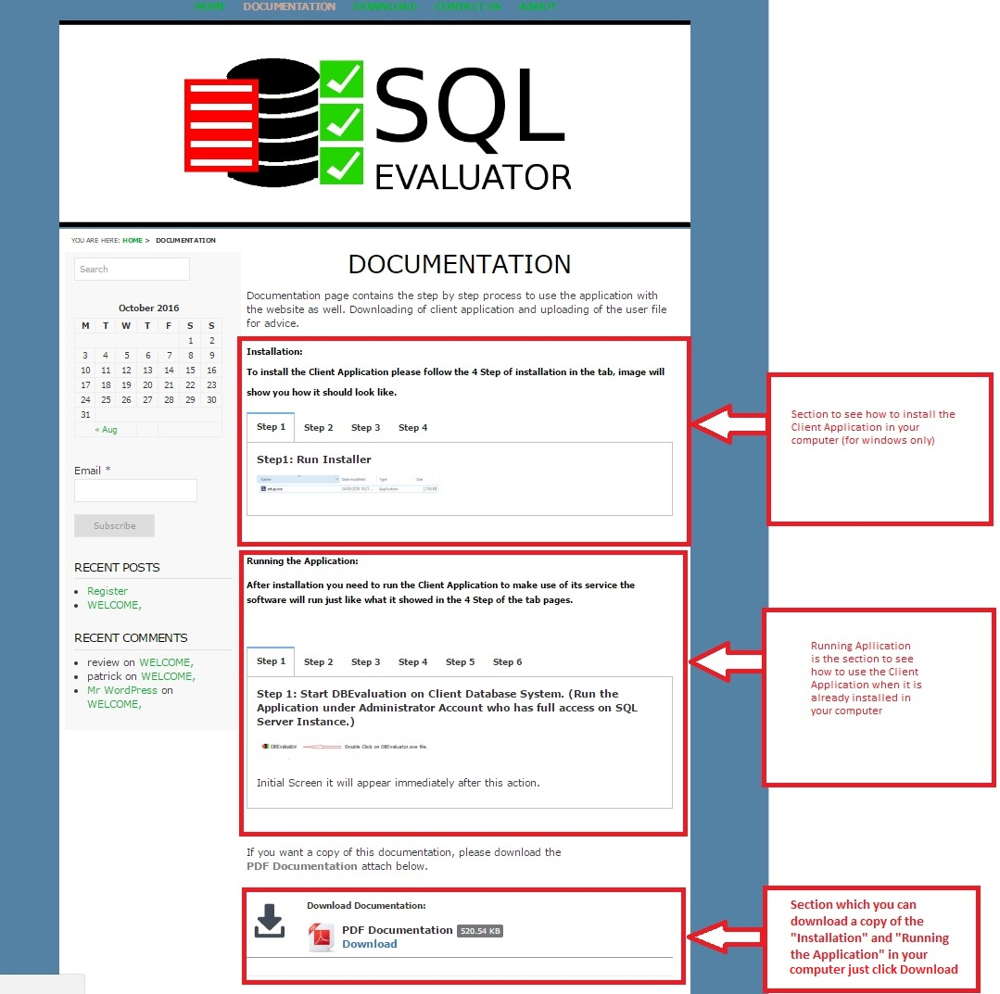 HOME DOCUMENTATION DOWNLOAD CONTACT US ABOUT
SQL
EVALUATOR
YOU ARE HERE: HOME > DOCUMENTATION
Search
October 2016
M T W T F S S
1 2
3 4 5 6 7 8 9
10 11 12 13 14 15 16
17 18 19 20 21 22 23
24 25 26 27 28 29 30
31
« Aug
Email *
Subscribe
RECENT POSTS
Register
WELCOME,
RECENT COMMENTS
review on WELCOME,
patrick on WELCOME,
Mr WordPress on
WELCOME,
DOCUMENTATION
Documentation page contains the step by step process to use the application with
the website as well. Downloading of client application and uploading of the user file
for advice.
Installation:
To install the Client Application please follow the 4 Step of installation in the tab, image will
show you how it should look like.
Step 1 Step 2 Step 3 Step 4
Step1: Run Installer
Name Date modified Type Size
setup.exe Application
Section to see how to install the
Client Application in your
computer (for windows only)
Running the Application:
After installation you need to run the Client Application to make use of its service the
software will run just like what it showed in the 4 Step of the tab pages.
Step 1 Step 2 Step 3 Step 4 Step 5 Step 6
Step 1: Start DBEvaluation on Client Database System. (Run the
Application under Administrator Account who has full access on SQL
Server Instance.)
DBEvaluator Double Click on DBEvaluator.exe file.
Initial Screen it will appear immediately after this action.
Running Apllication
is the section to see
how to use the Client
Application when it is
already installed in
your computer
If you want a copy of this documentation, please download the
PDF Documentation attach below.
Download Documentation:
PDF Documentation 520.54 KB
Download
Section which you can
download a copy of the
"Installation" and "Running
the Application" in your
computer just click Download